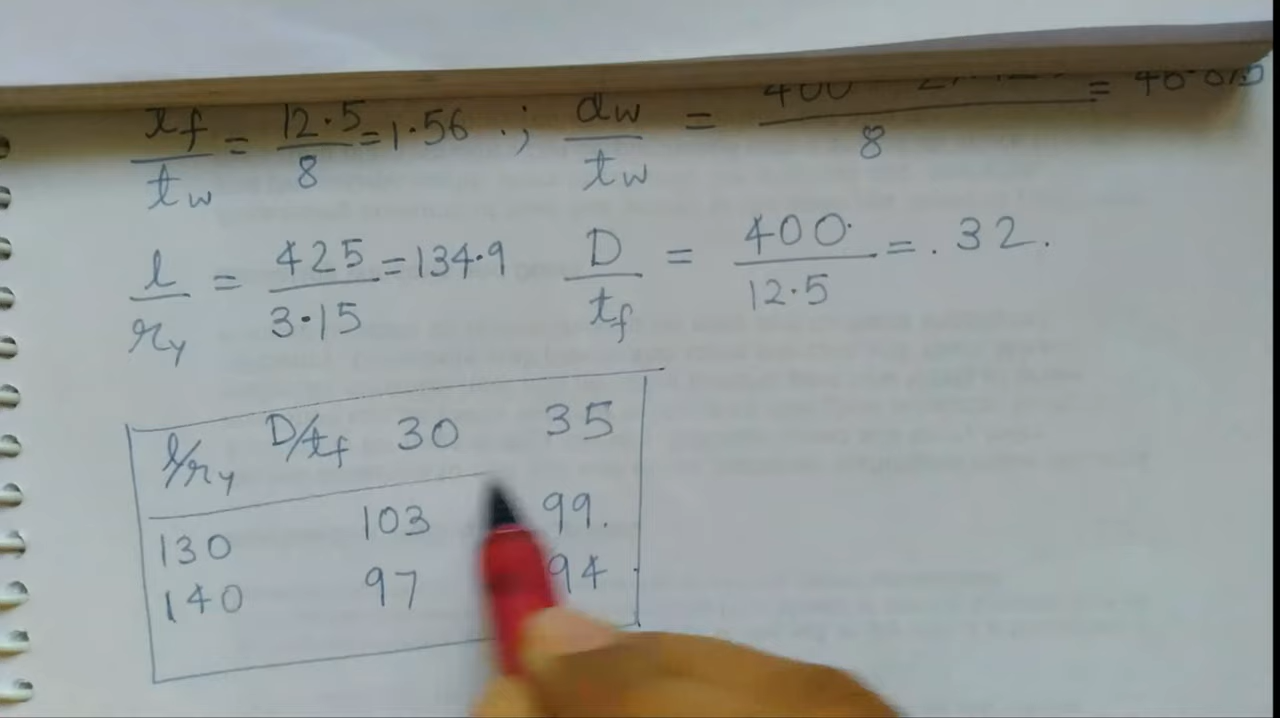 tf/tw = 12.5/8 = 1.56 . ; dw/tw = 400 /8 =
l/ry = 425/3.15 = 134.9 D/tf = 400/12.5 = . 32 .
l/ry D/tf 30 35
130 103 99.
140 97 94